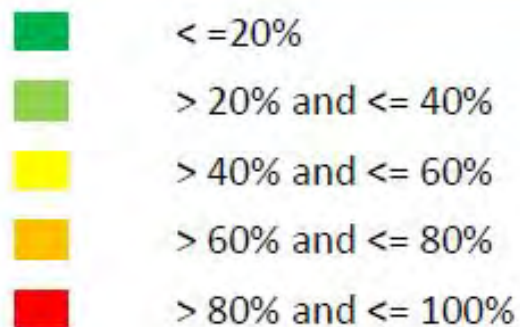 < =20%
> 20% and <= 40%
> 40% and <= 60%
> 60% and <= 80%
> 80% and <= 100%